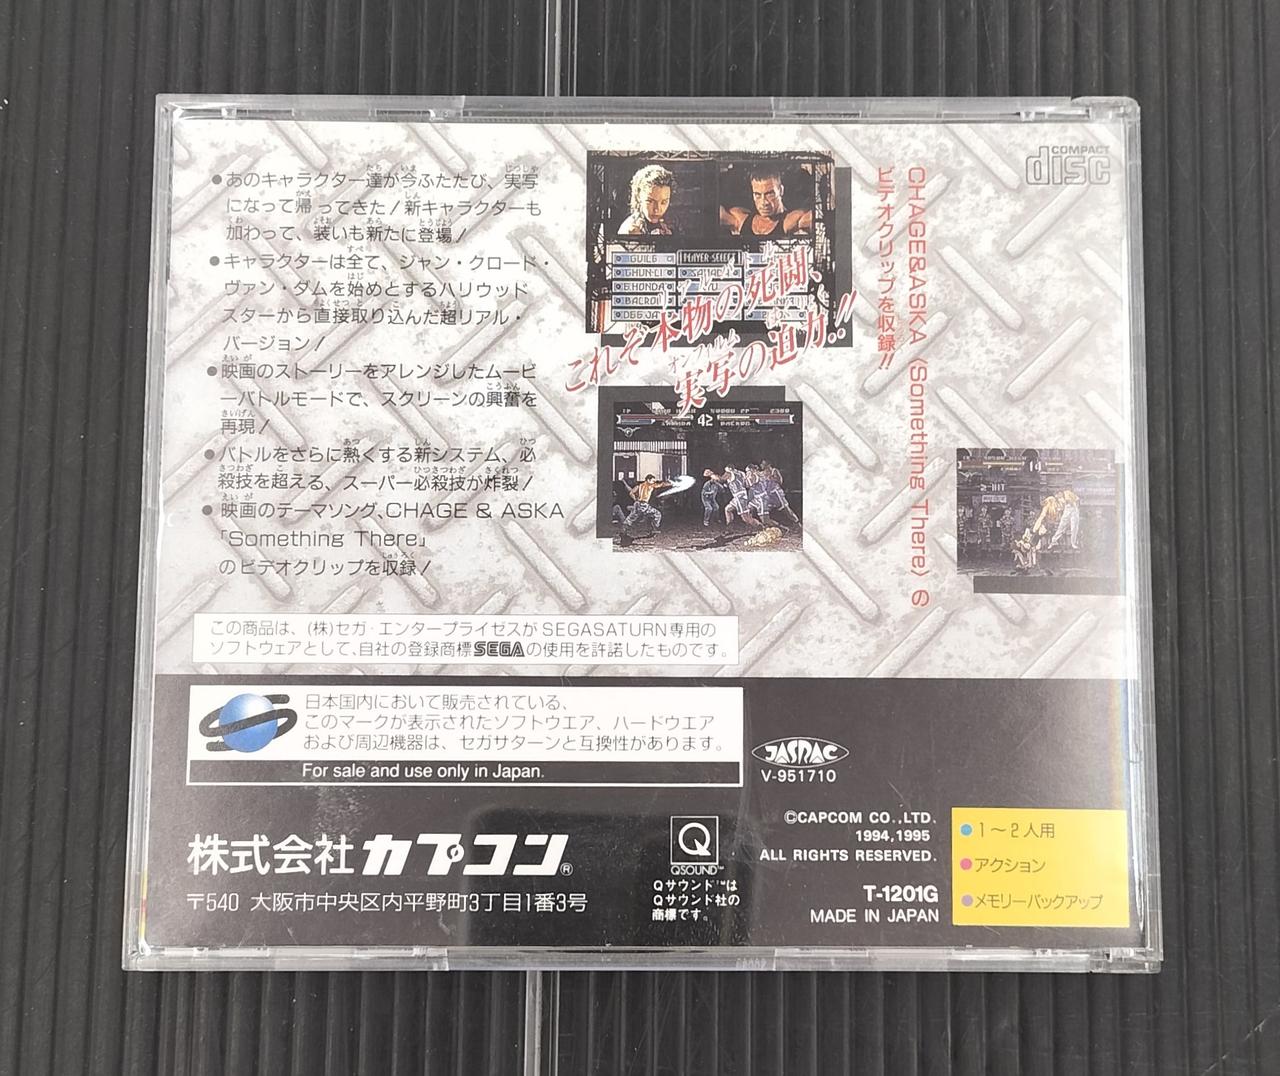 ●あのキャラクター達が今ふたたび、実写
になって帰ってきた！新キャラクターも
加わって、装いも新たに登場！
●キャラクターは全て、ジャン・クロード・
ヴァン・ダムを始めとするハリウッド
スターから直接取り込んだ超リアル・
バージョン！
●映画のストーリーをアレンジしたムービ
ーバトルモードで、スクリーンの興奮を
再現！
●バトルをさらに熱くする新システム、必
殺技を超える、スーパー必殺技が炸裂！
●映画のテーマソング、CHAGE & ASKA
「Something There」
のビデオクリップを収録！
PLAYER SELECT
GUILE
CHUN-LI
E.HONDA
これぞ本物の死闘、
オンフィルム
実写の迫力!!
42
COMPACT
disc
CHAGE&ASKA〈Something There〉の
ビデオクリップを収録!!
この商品は、(株)セガ・エンタープライゼスがSEGASATURN専用の
ソフトウェアとして、自社の登録商標SEGAの使用を許諾したものです。
日本国内において販売されている、
このマークが表示されたソフトウエア、ハードウエア
および周辺機器は、セガサターンと互換性があります。
For sale and use only in Japan.
JASRAC
V-951710
株式会社カプコン®
〒540 大阪市中央区内平野町3丁目1番3号
Q
QSOUND™
Qサウンド™は
Qサウンド社の
商標です。
©CAPCOM CO.,LTD.
1994,1995
ALL RIGHTS RESERVED.
T-1201G
MADE IN JAPAN
●1〜2人用
●アクション
●メモリーバックアップ